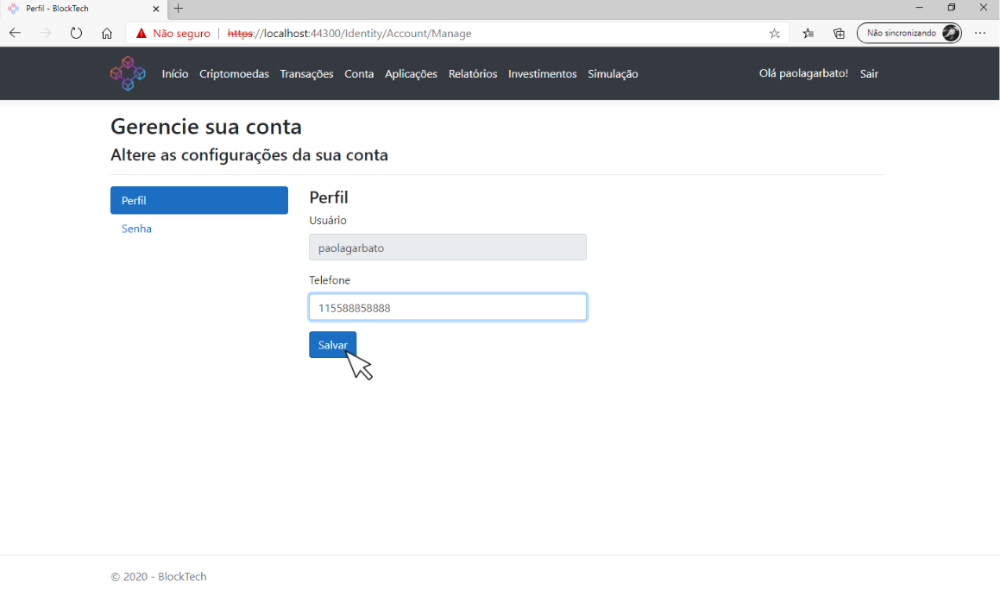 Perfil - BlockTech
Não seguro https://localhost:44300/Identity/Account/Manage Não sincronizando
Início Criptomoedas Transações Conta Aplicações Relatórios Investimentos Simulação Olá paolagarbato! Sair
Gerencie sua conta
Altere as configurações da sua conta
Perfil
Senha
Perfil
Usuário
paolagarbato
Telefone
115588858888
Salvar
© 2020 - BlockTech